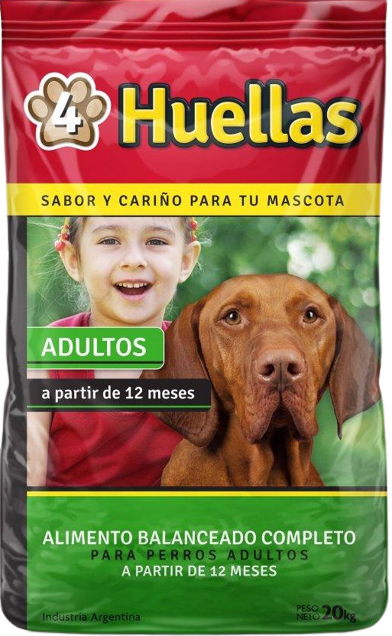 4 Huellas
SABOR Y CARIÑO PARA TU MASCOTA
ADULTOS
a partir de 12 meses
ALIMENTO BALANCEADO COMPLETO
PARA PERROS ADULTOS
A PARTIR DE 12 MESES
Industria Argentina
PESO
NETO 20kg